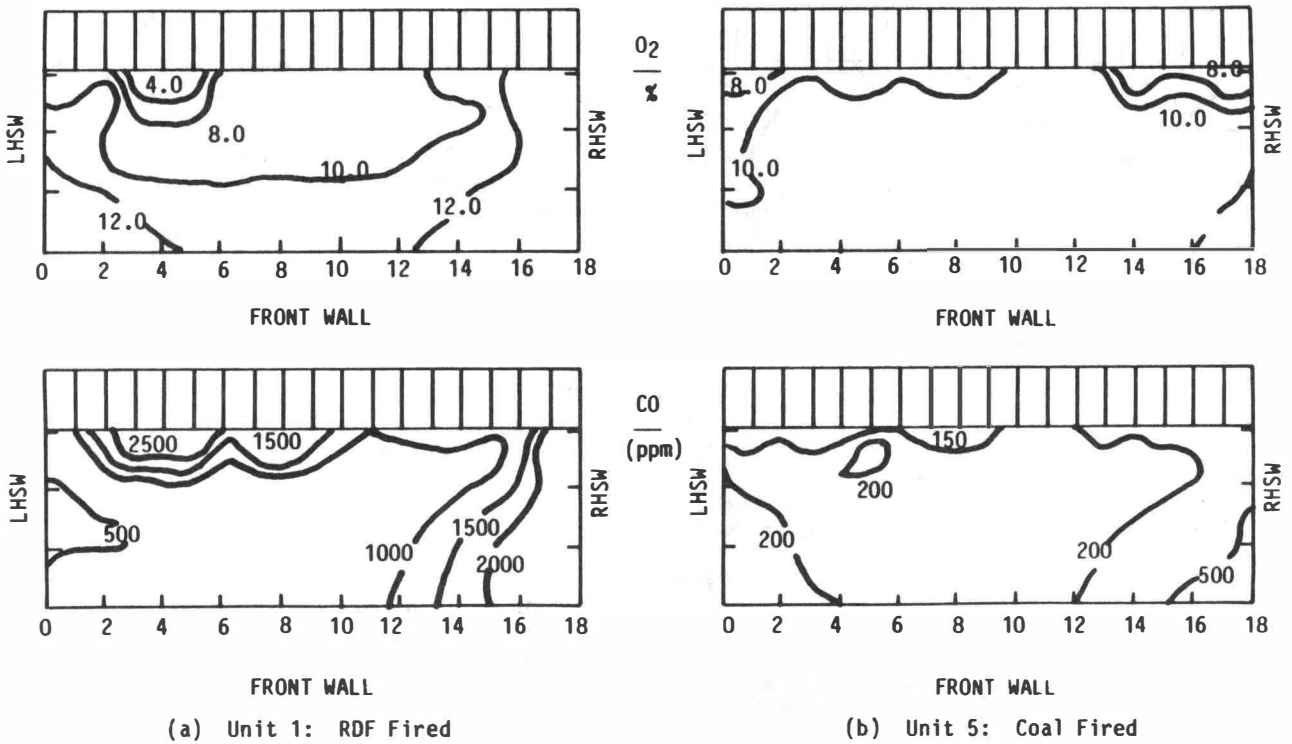 4.0
8.0
10.0
12.0
12.0
LHSW
RHSW
0 2 4 6 8 10 12 14 16 18
FRONT WALL
O2
%
8.0
8.0
10.0
10.0
LHSW
RHSW
0 2 4 6 8 10 12 14 16 18
FRONT WALL
2500
1500
500
1000
1500
2000
LHSW
RHSW
0 2 4 6 8 10 12 14 16 18
FRONT WALL
(a) Unit 1: RDF Fired
CO
(ppm)
150
200
200
200
500
LHSW
RHSW
0 2 4 6 8 10 12 14 16 18
FRONT WALL
(b) Unit 5: Coal Fired